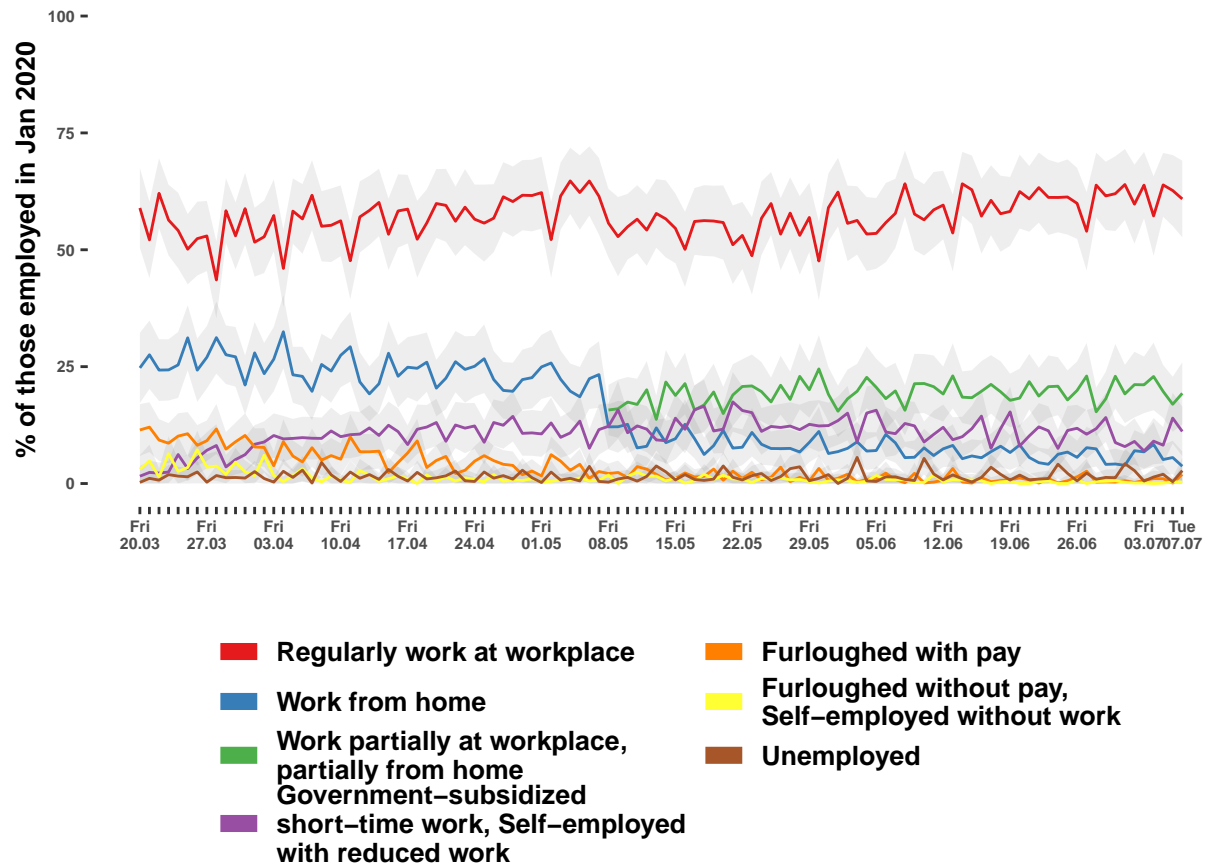 % of those employed in Jan 2020
100
75
50
25
0
Fri Fri Fri Fri Fri Fri Fri Fri Fri Fri Fri Fri Fri Fri Fri Fri Tue
20.03 27.03 03.04 10.04 17.04 24.04 01.05 08.05 15.05 22.05 29.05 05.06 12.06 19.06 26.06 03.07 07.07
Regularly work at workplace
Work from home
Work partially at workplace,
partially from home
Government−subsidized
short−time work, Self−employed
with reduced work
Furloughed with pay
Furloughed without pay,
Self−employed without work
Unemployed